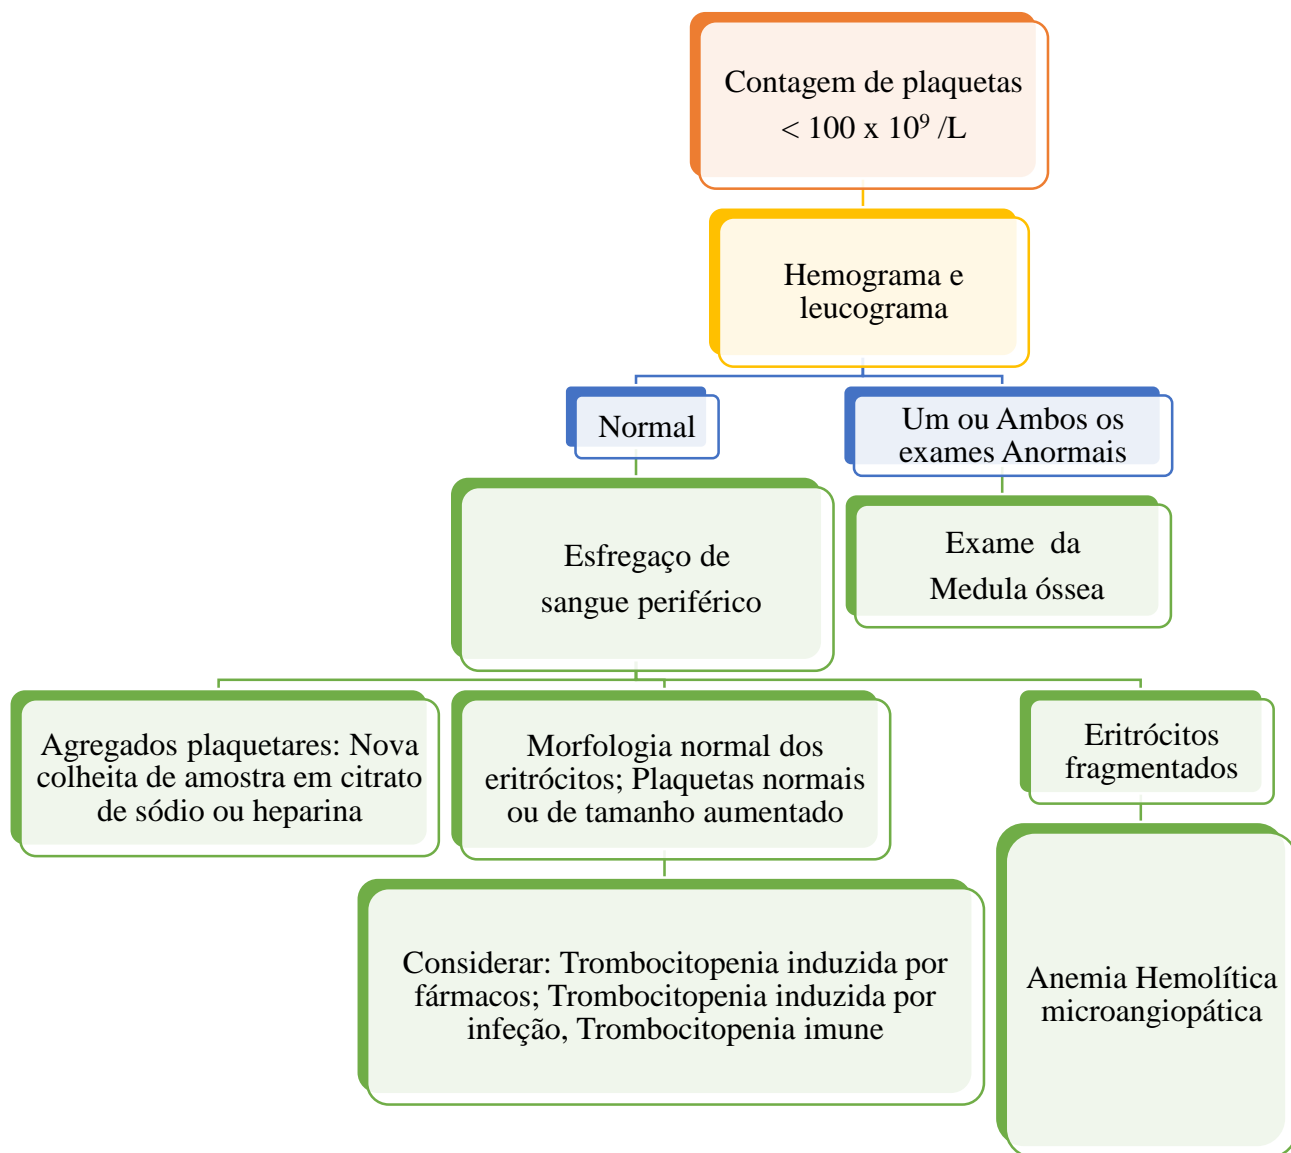 Contagem de plaquetas
< 100 x 10⁹ /L
Hemograma e
leucograma
Normal
Um ou Ambos os
exames Anormais
Esfregaço de
sangue periférico
Exame da
Medula óssea
Agregados plaquetares: Nova
colheita de amostra em citrato
de sódio ou heparina
Morfologia normal dos
eritrócitos; Plaquetas normais
ou de tamanho aumentado
Eritrócitos
fragmentados
Considerar: Trombocitopenia induzida por
fármacos; Trombocitopenia induzida por
infeção, Trombocitopenia imune
Anemia Hemolítica
microangiopática